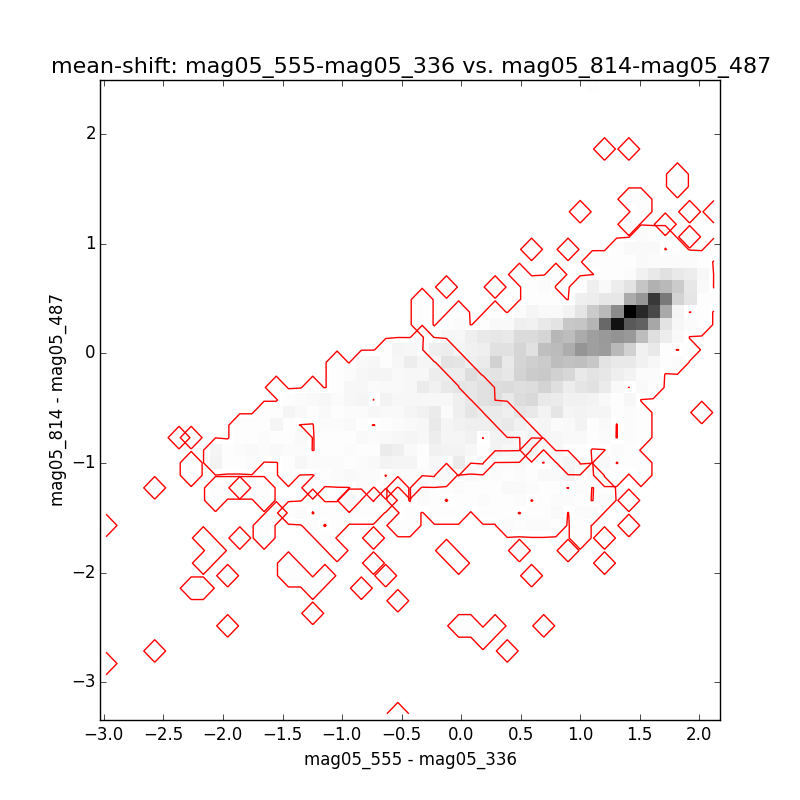 mean-shift: mag05_555-mag05_336 vs. mag05_814-mag05_487
2
1
0
−1
−2
−3
mag05_814 - mag05_487
−3.0 −2.5 −2.0 −1.5 −1.0 −0.5 0.0 0.5 1.0 1.5 2.0
mag05_555 - mag05_336